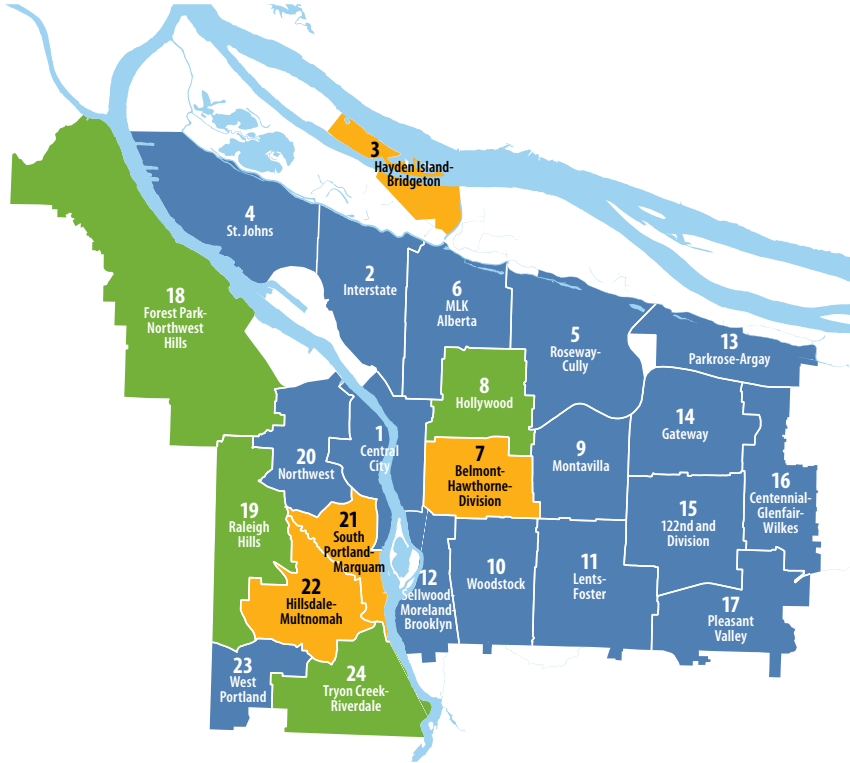 3
Hayden Island-
Bridgeton
4
St. Johns
2
Interstate
6
MLK
Alberta
18
Forest Park-
Northwest
Hills
5
Roseway-
Cully
13
Parkrose-Argay
8
Hollywood
14
Gateway
1
Central
City
20
Northwest
7
Belmont-
Hawthorne-
Division
9
Montavilla
16
Centennial-
Glenfair-
Wilkes
19
Raleigh
Hills
21
South
Portland-
Marquam
15
122nd and
Division
22
Hillsdale-
Multnomah
12
Sellwood-
Moreland-
Brooklyn
10
Woodstock
11
Lents-
Foster
17
Pleasant
Valley
23
West
Portland
24
Tryon Creek-
Riverdale